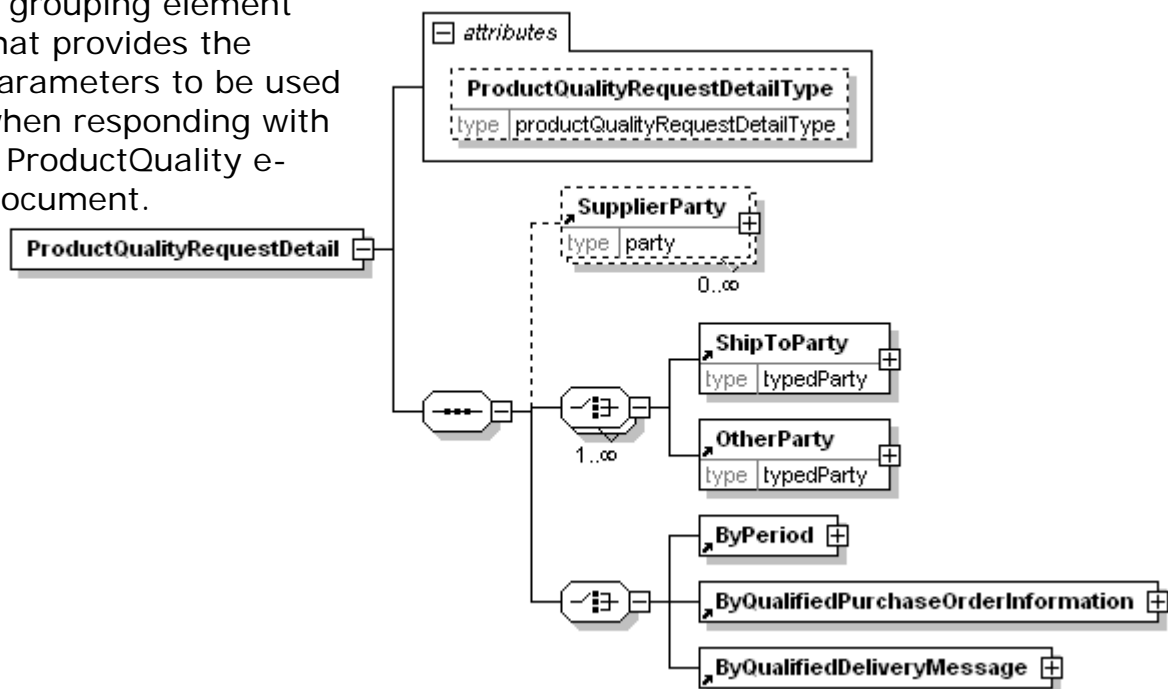 grouping element
hat provides the
arameters to be used
when responding with
ProductQuality e-
ocument.
attributes
ProductQualityRequestDetailType
type productQualityRequestDetailType
SupplierParty
type party
0..∞
ProductQualityRequestDetail
ShipToParty
type typedParty
1..∞
OtherParty
type typedParty
ByPeriod
ByQualifiedPurchaseOrderInformation
ByQualifiedDeliveryMessage